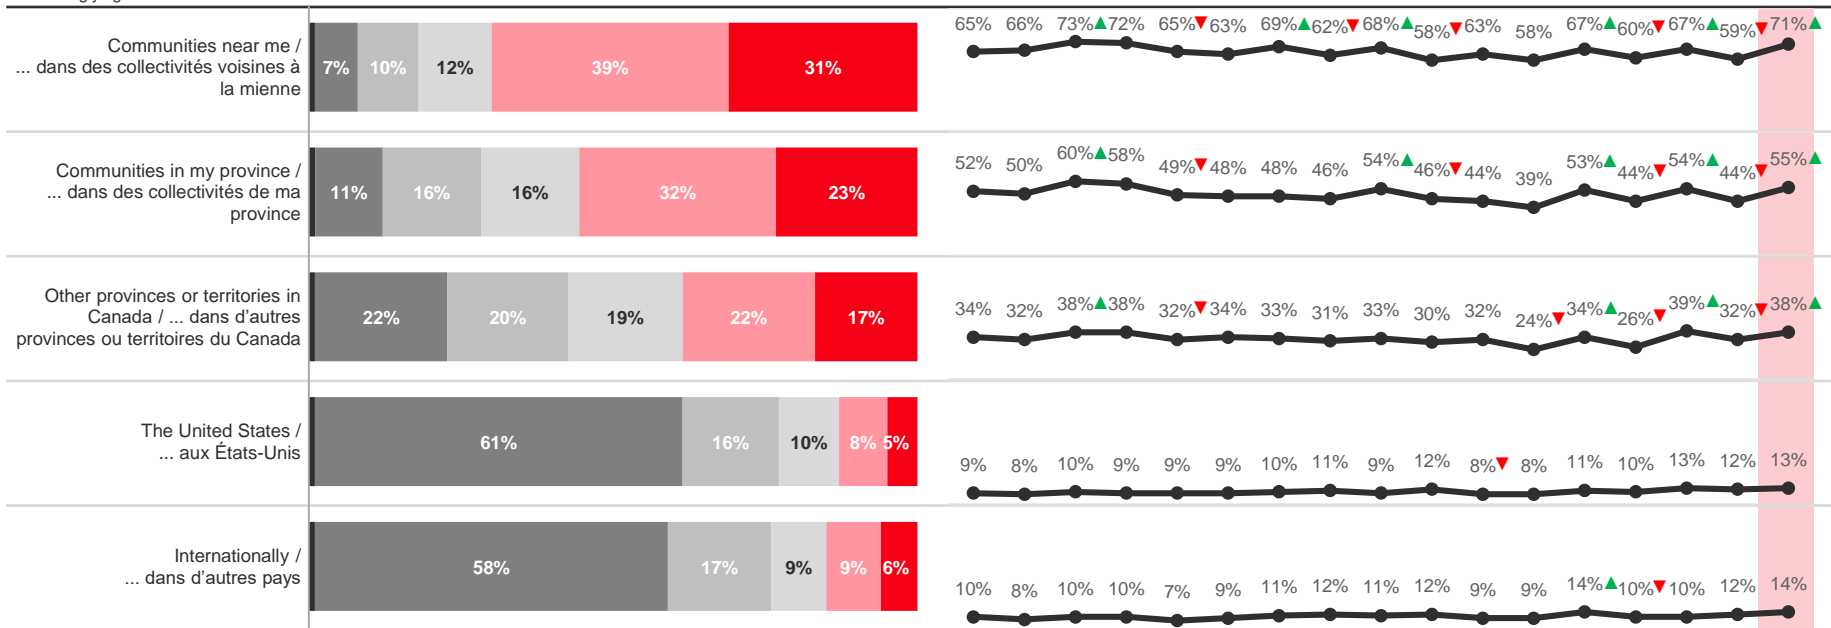 Communities near me /
... dans des collectivités voisines à
la mienne
7% 10% 12% 39% 31%
65% 66% 73%▲72% 65%▼63% 69%▲62%▼68%▲58%▼63% 58% 67%▲60%▼67%▲59%▼71%▲
Communities in my province /
... dans des collectivités de ma
province
11% 16% 16% 32% 23%
52% 50% 60%▲58% 49%▼48% 48% 46% 54%▲46%▼44% 39% 53%▲44%▼54%▲44%▼55%▲
Other provinces or territories in
Canada / ... dans d’autres
provinces ou territoires du Canada
22% 20% 19% 22% 17%
34% 32% 38%▲38% 32%▼34% 33% 31% 33% 30% 32% 24%▼34%▲26%▼39%▲32%▼38%▲
The United States /
... aux États-Unis
61% 16% 10% 8% 5%
9% 8% 10% 9% 9% 9% 10% 11% 9% 12% 8%▼8% 11% 10% 13% 12% 13%
Internationally /
... dans d’autres pays
58% 17% 9% 9% 6%
10% 8% 10% 10% 7% 9% 11% 12% 11% 12% 9% 9% 14%▲10%▼10% 12% 14%